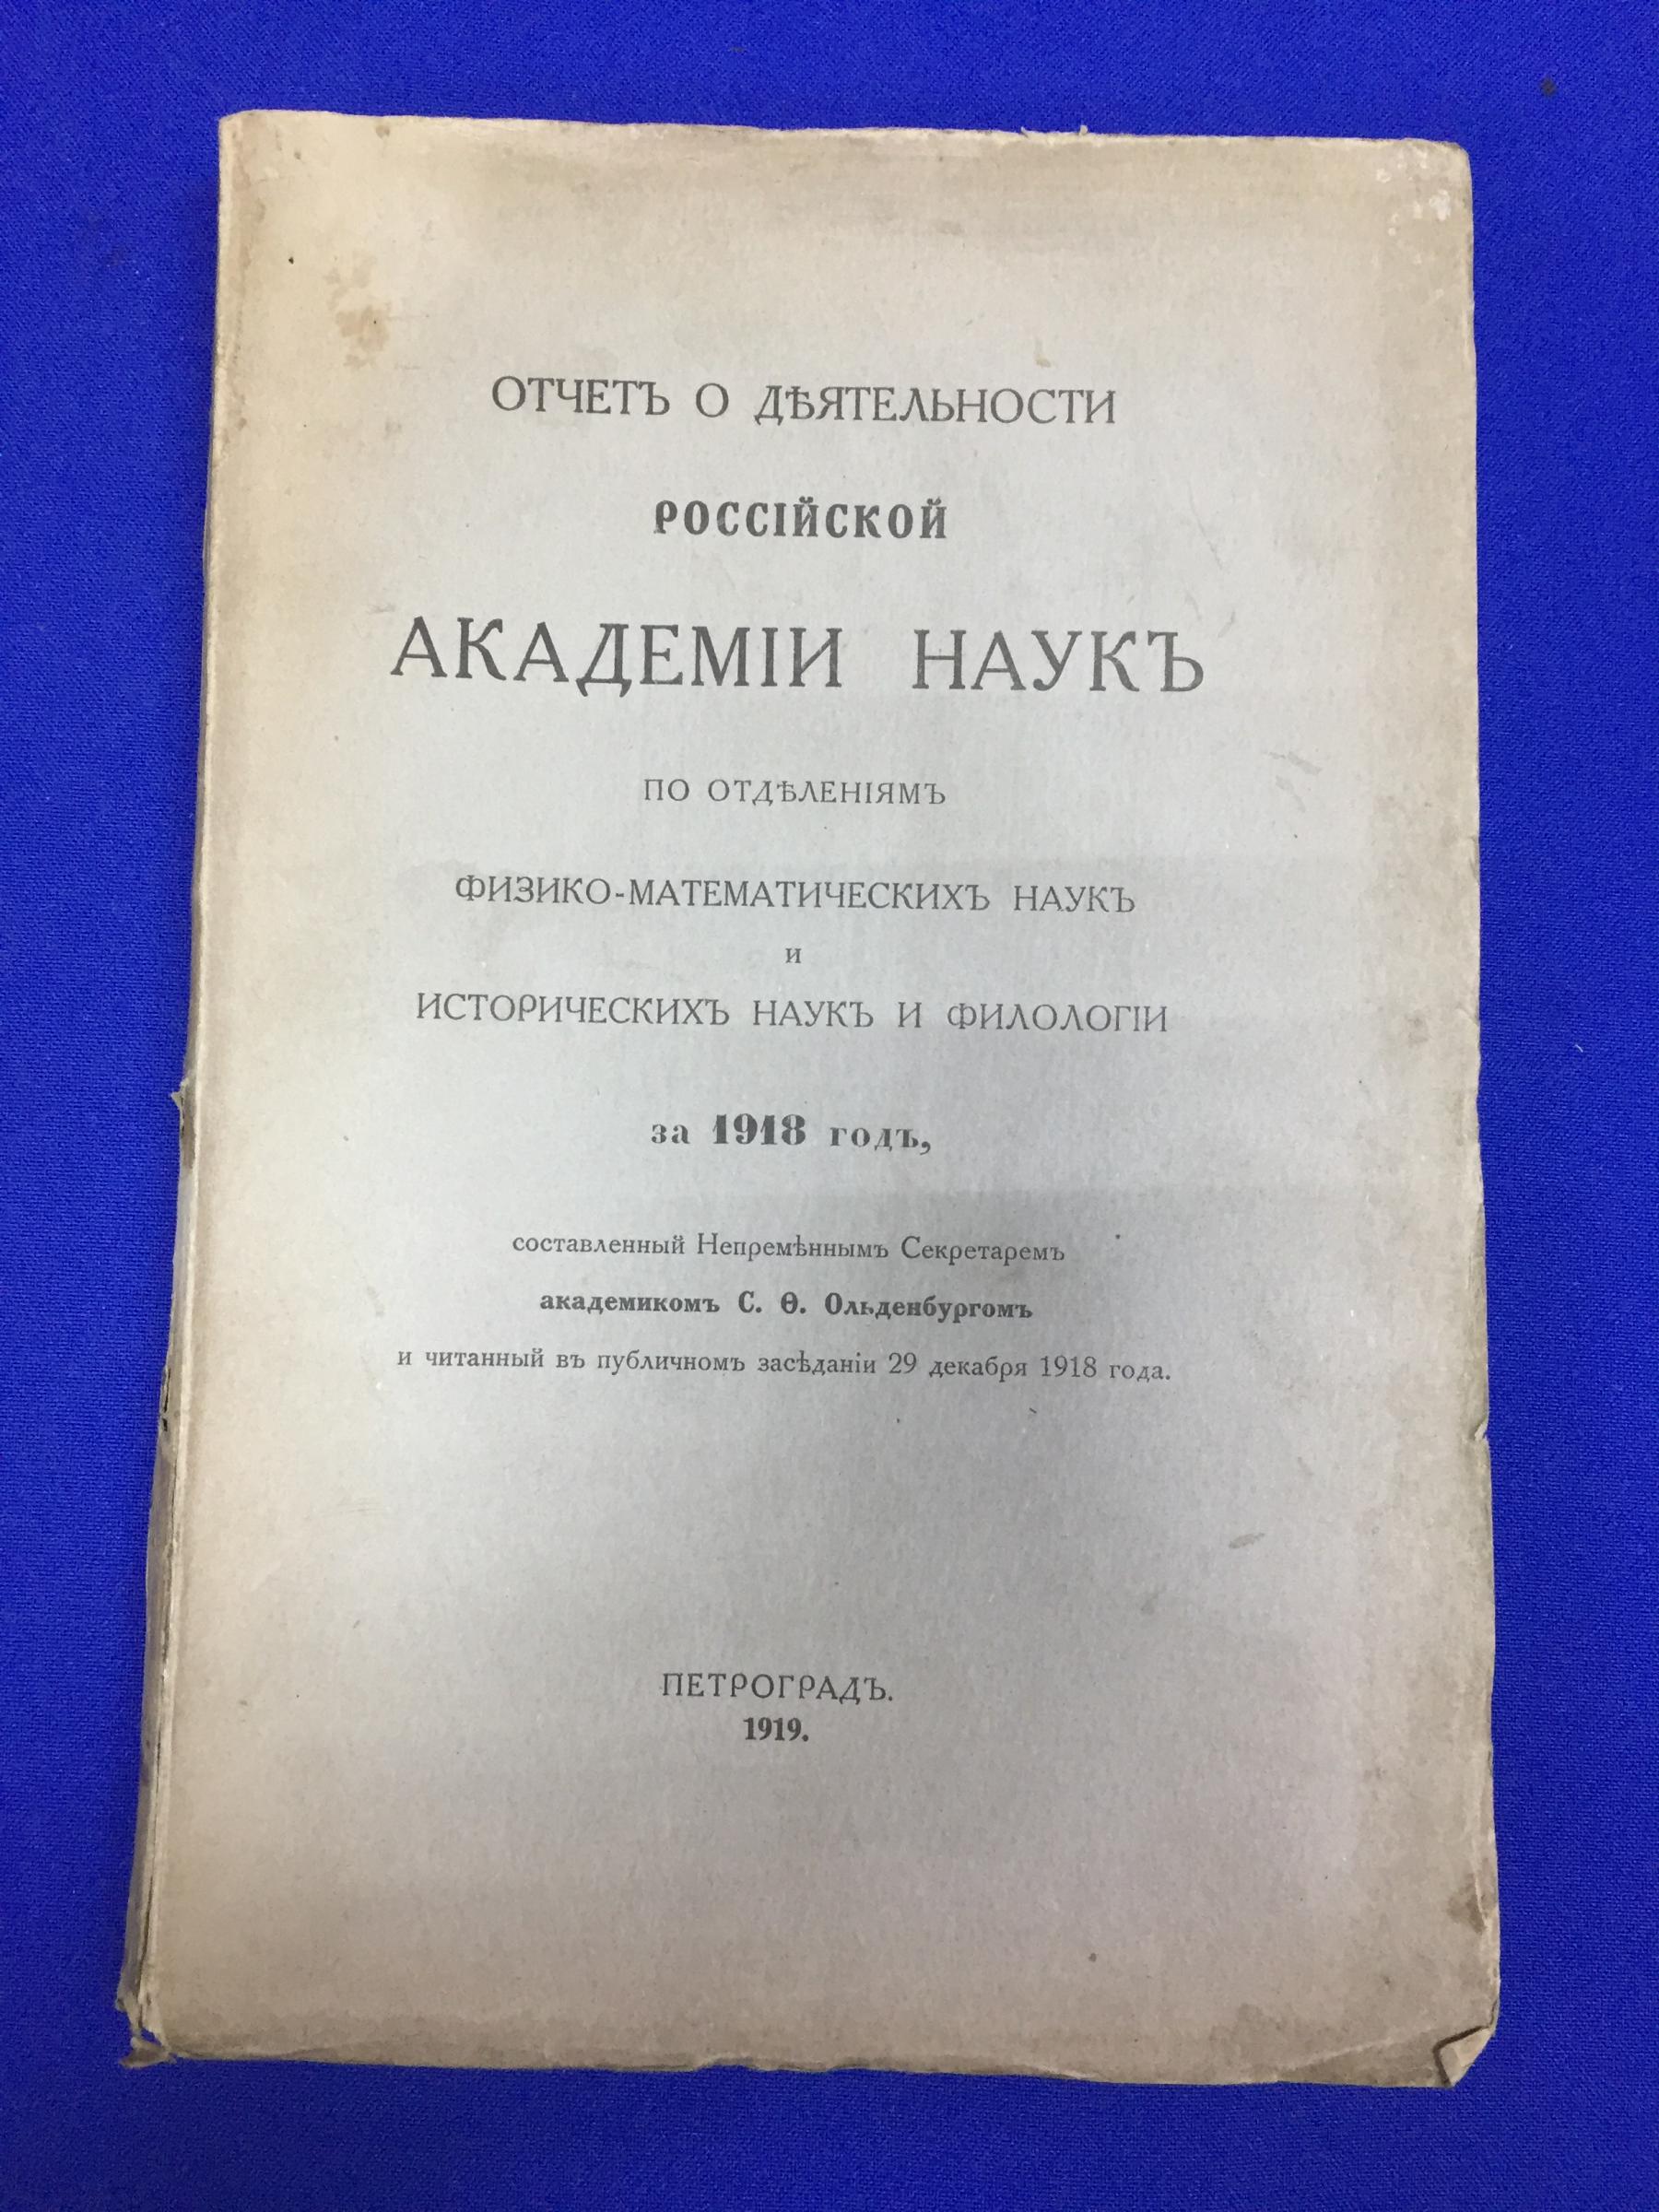 ОТЧЕТЪ О ДѢЯТЕЛЬНОСТИ
РОССІЙСКОЙ
АКАДЕМІИ НАУКЪ
ПО ОТДѢЛЕНІЯМЪ
ФИЗИКО-МАТЕМАТИЧЕСКИХЪ НАУКЪ
И
ИСТОРИЧЕСКИХЪ НАУКЪ И ФИЛОЛОГІИ
за 1918 годъ,
составленный Непремѣннымъ Секретаремъ
академикомъ С. Ѳ. Ольденбургомъ
и читанный въ публичномъ засѣданіи 29 декабря 1918 года.
ПЕТРОГРАДЪ.
1919.